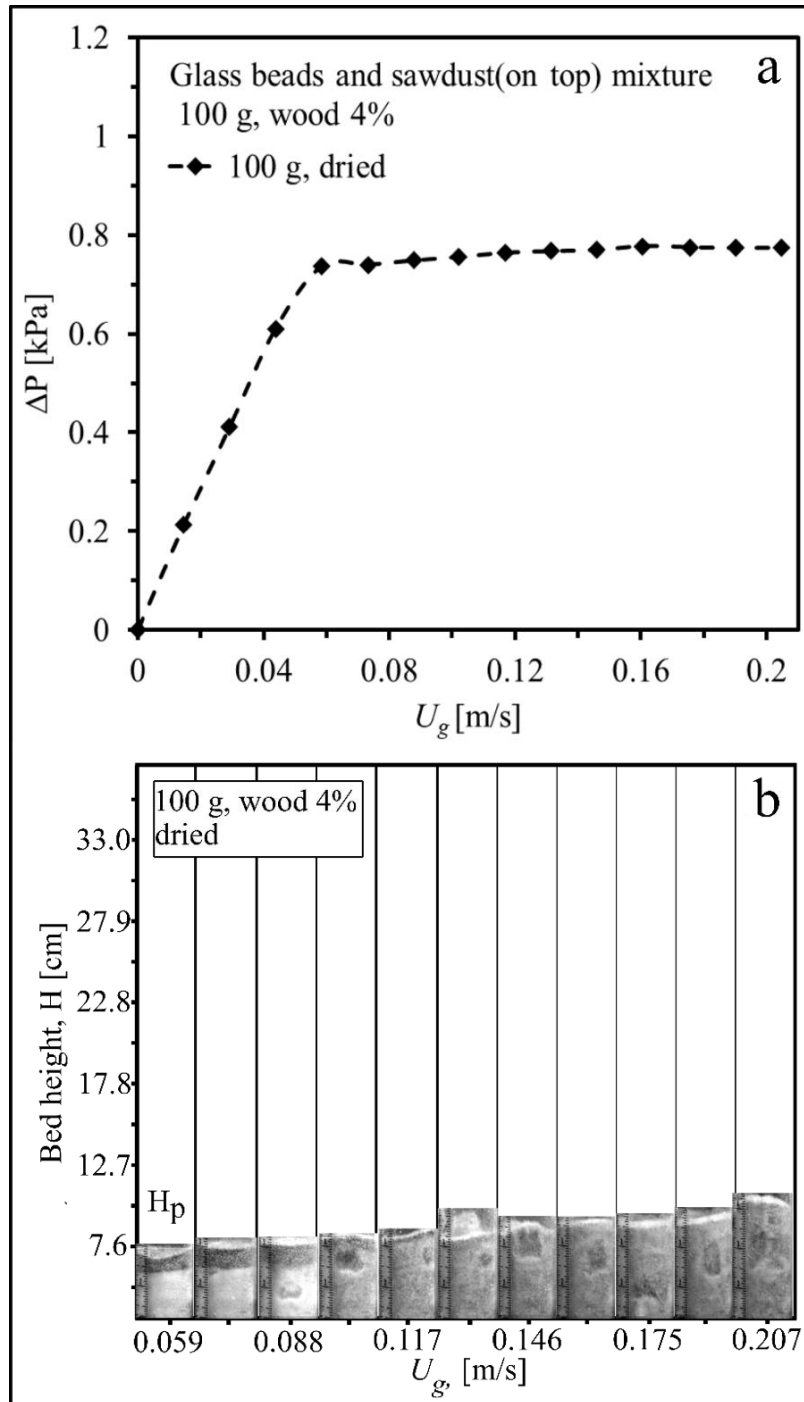 a
Glass beads and sawdust(on top) mixture
100 g, wood 4%
100 g, dried
1.2
1
0.8
0.6
0.4
0.2
0
ΔP [kPa]
0 0.04 0.08 0.12 0.16 0.2
Ug [m/s]
b
100 g, wood 4%
dried
33.0
27.9
22.8
17.8
12.7
7.6
Bed height, H [cm]
Hp
0.059 0.088 0.117 0.146 0.175 0.207
Ug, [m/s]